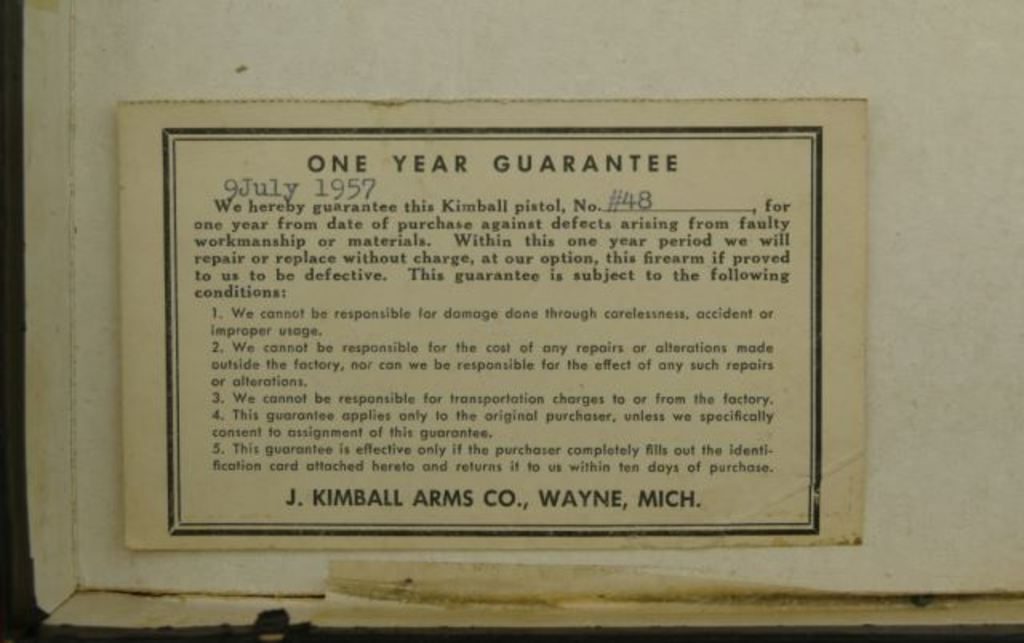 ONE YEAR GUARANTEE
9July 1957
We hereby guarantee this Kimball pistol, No. #48, for
one year from date of purchase against defects arising from faulty
workmanship or materials. Within this one year period we will
repair or replace without charge, at our option, this firearm if proved
to us to be defective. This guarantee is subject to the following
conditions:
1. We cannot be responsible for damage done through carelessness, accident or
improper usage.
2. We cannot be responsible for the cost of any repairs or alterations made
outside the factory, nor can we be responsible for the effect of any such repairs
or alterations.
3. We cannot be responsible for transportation charges to or from the factory.
4. This guarantee applies only to the original purchaser, unless we specifically
consent to assignment of this guarantee.
5. This guarantee is effective only if the purchaser completely fills out the identi-
fication card attached hereto and returns it to us within ten days of purchase.
J. KIMBALL ARMS CO., WAYNE, MICH.